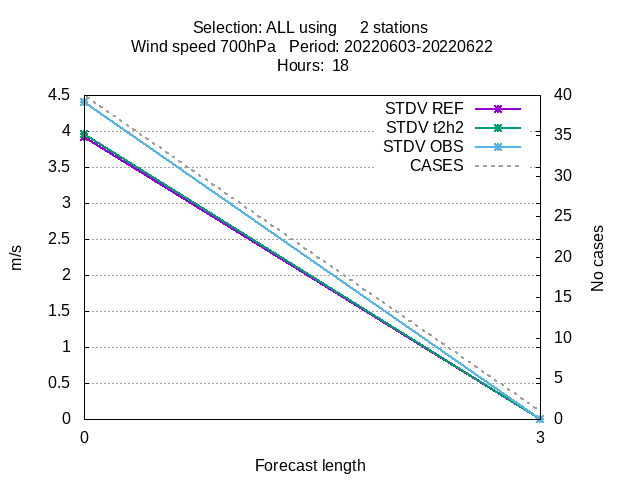 Selection: ALL using 2 stations
Wind speed 700hPa Period: 20220603-20220622
Hours: 18
STDV REF
STDV t2h2
STDV OBS
CASES
4.5
4
3.5
3
2.5
2
1.5
1
0.5
0
m/s
40
35
30
25
20
15
10
5
0
No cases
0
3
Forecast length